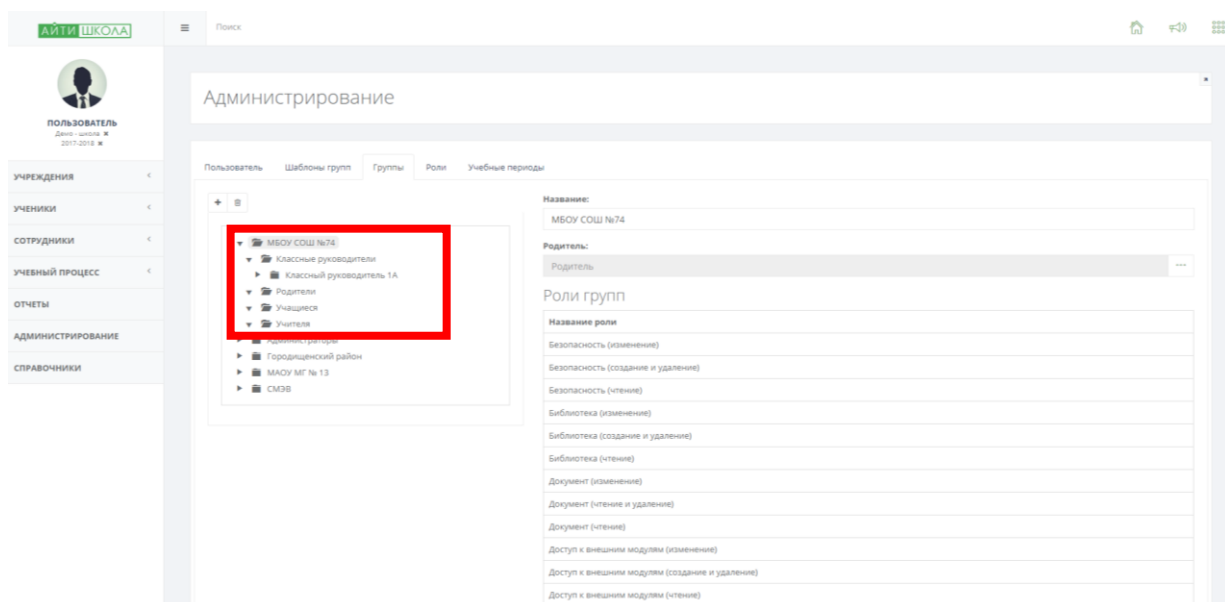 АЙТИ ШКОЛА
Поиск
ПОЛЬЗОВАТЕЛЬ
Демо - школа ✖
2017-2018 ✖
УЧРЕЖДЕНИЯ
УЧЕНИКИ
СОТРУДНИКИ
УЧЕБНЫЙ ПРОЦЕСС
ОТЧЕТЫ
АДМИНИСТРИРОВАНИЕ
СПРАВОЧНИКИ
Администрирование
Пользователь Шаблоны групп Группы Роли Учебные периоды
МБОУ СОШ №74
Классные руководители
Классный руководитель 1А
Родители
Учащиеся
Учителя
Администраторы
Городищенский район
МАОУ МГ № 13
СМЭВ
Название:
МБОУ СОШ №74
Родитель:
Родитель
Роли групп
Название роли
Безопасность (изменение)
Безопасность (создание и удаление)
Безопасность (чтение)
Библиотека (изменение)
Библиотека (создание и удаление)
Библиотека (чтение)
Документ (изменение)
Документ (чтение и удаление)
Документ (чтение)
Доступ к внешним модулям (изменение)
Доступ к внешним модулям (создание и удаление)
Доступ к внешним модулям (чтение)